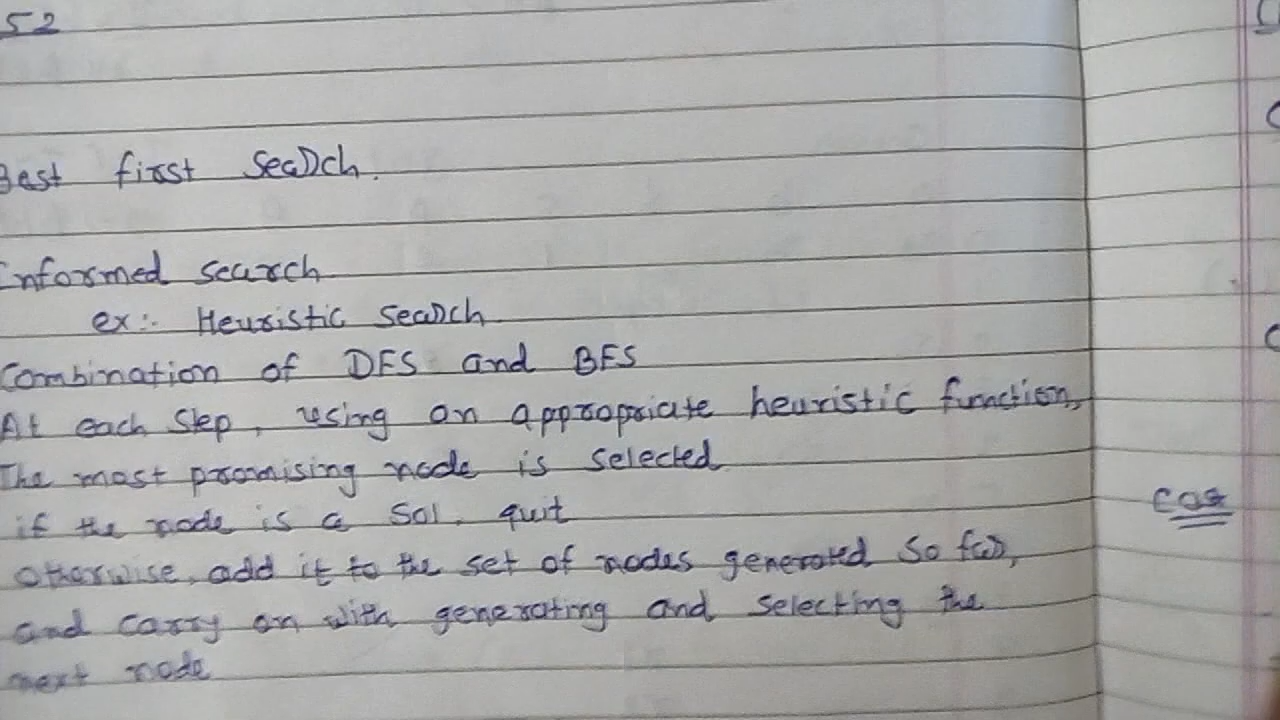 52
Best first search.
Informed search
ex:- Heuristic search
Combination of DFS and BFS
At each step, using an appropriate heuristic function,
The most promising node is selected
if the node is a sol. quit
otherwise, add it to the set of nodes generated so far,
and carry on with generating and selecting the
next node